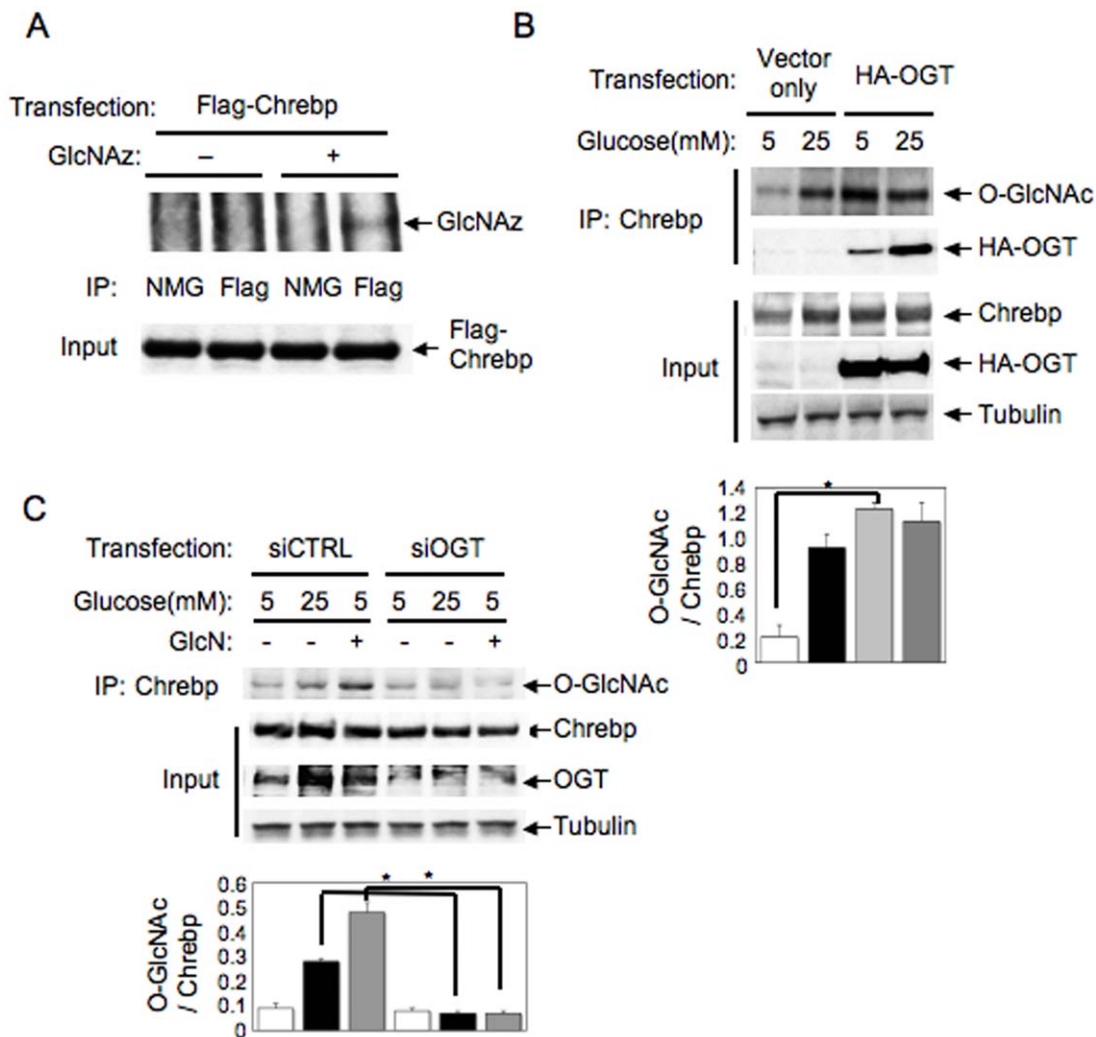 A
Transfection: Flag-Chrebp
GlcNAz: – +
GlcNAz
IP: NMG Flag NMG Flag
Input
Flag-
Chrebp
B
Transfection:
Vector
only
HA-OGT
Glucose(mM): 5 25 5 25
IP: Chrebp
O-GlcNAc
HA-OGT
Input
Chrebp
HA-OGT
Tubulin
O-GlcNAc
/ Chrebp
1.4
1.2
1.0
0.8
0.6
0.4
0.2
0
*
C
Transfection: siCTRL siOGT
Glucose(mM): 5 25 5 5 25 5
GlcN: - - + - - +
IP: Chrebp
O-GlcNAc
Input
Chrebp
OGT
Tubulin
O-GlcNAc
/ Chrebp
0.6
0.5
0.4
0.3
0.2
0.1
0
* *